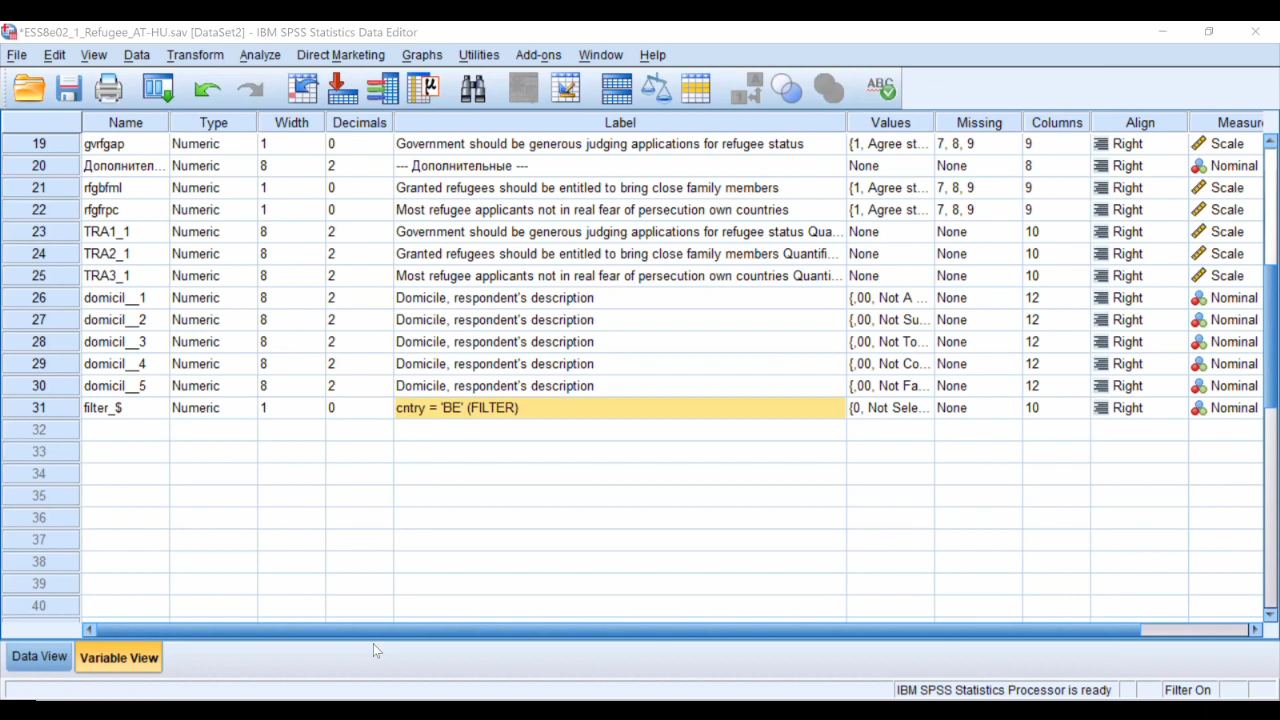 *ESS8e02_1_Refugee_AT-HU.sav [DataSet2] - IBM SPSS Statistics Data Editor
File Edit View Data Transform Analyze Direct Marketing Graphs Utilities Add-ons Window Help
Name Type Width Decimals Label Values Missing Columns Align Measur
19 gvrfgap Numeric 1 0 Government should be generous judging applications for refugee status {1, Agree st... 7, 8, 9 9 Right Scale
20 Дополнител... Numeric 8 2 --- Дополнительные --- None None 8 Right Nominal
21 rfgbfml Numeric 1 0 Granted refugees should be entitled to bring close family members {1, Agree st... 7, 8, 9 9 Right Scale
22 rfgfrpc Numeric 1 0 Most refugee applicants not in real fear of persecution own countries {1, Agree st... 7, 8, 9 9 Right Scale
23 TRA1_1 Numeric 8 2 Government should be generous judging applications for refugee status Qua... None None 10 Right Scale
24 TRA2_1 Numeric 8 2 Granted refugees should be entitled to bring close family members Quantifi... None None 10 Right Scale
25 TRA3_1 Numeric 8 2 Most refugee applicants not in real fear of persecution own countries Quanti... None None 10 Right Scale
26 domicil__1 Numeric 8 2 Domicile, respondent's description {,00, Not A ... None 12 Right Nominal
27 domicil__2 Numeric 8 2 Domicile, respondent's description {,00, Not Su... None 12 Right Nominal
28 domicil__3 Numeric 8 2 Domicile, respondent's description {,00, Not To... None 12 Right Nominal
29 domicil__4 Numeric 8 2 Domicile, respondent's description {,00, Not Co... None 12 Right Nominal
30 domicil__5 Numeric 8 2 Domicile, respondent's description {,00, Not Fa... None 12 Right Nominal
31 filter_$ Numeric 1 0 cntry = 'BE' (FILTER) {0, Not Sele... None 10 Right Nominal
32
33
34
35
36
37
38
39
40
Data View Variable View
IBM SPSS Statistics Processor is ready Filter On